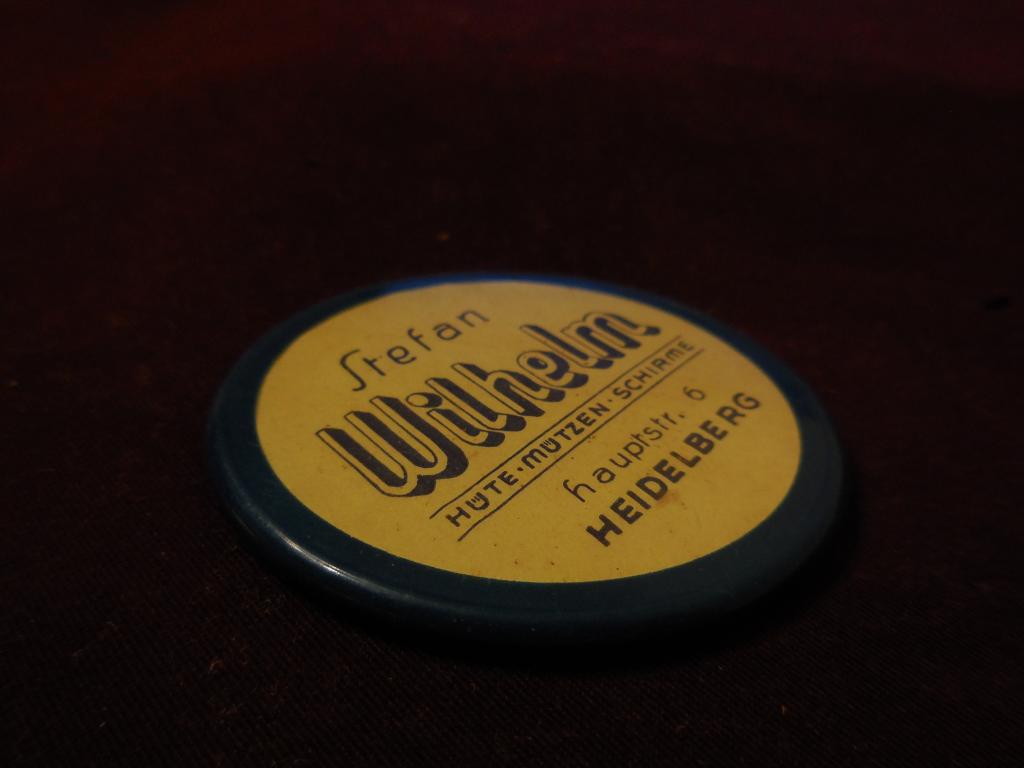 Stefan
Wilhelm
HÜTE·MÜTZEN·SCHIRME
hauptstr. 6
HEIDELBERG